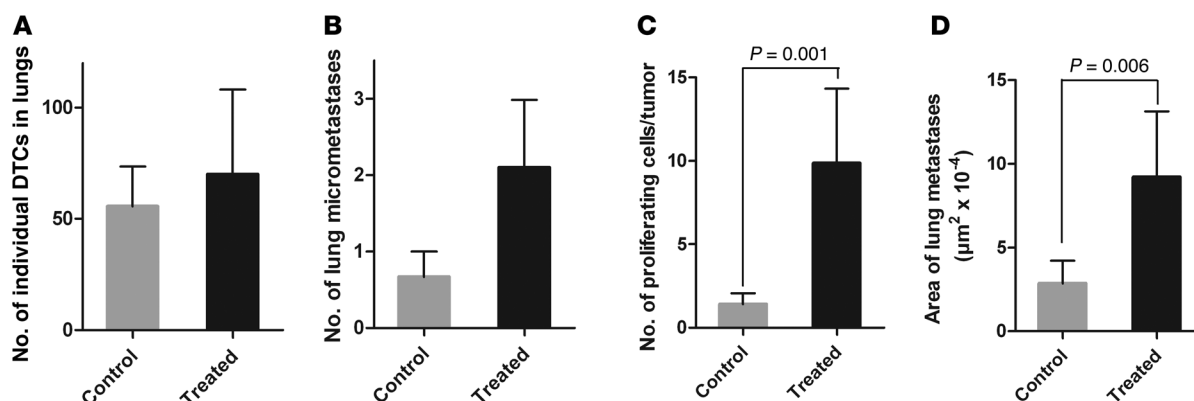 A
No. of individual DTCs in lungs
100
50
0
Control
Treated
B
No. of lung micrometastases
3
2
1
0
Control
Treated
C
No. of proliferating cells/tumor
P = 0.001
15
10
5
0
Control
Treated
D
Area of lung metastases
(µm² x 10⁻⁴)
P = 0.006
15
10
5
0
Control
Treated